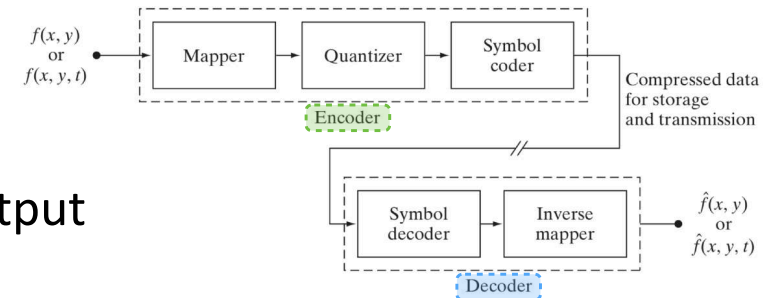 f(x, y)
or
f(x, y, t)
Mapper
Quantizer
Symbol
coder
Encoder
Compressed data
for storage
and transmission
tput
Symbol
decoder
Inverse
mapper
Decoder
f̂(x, y)
or
f̂(x, y, t)